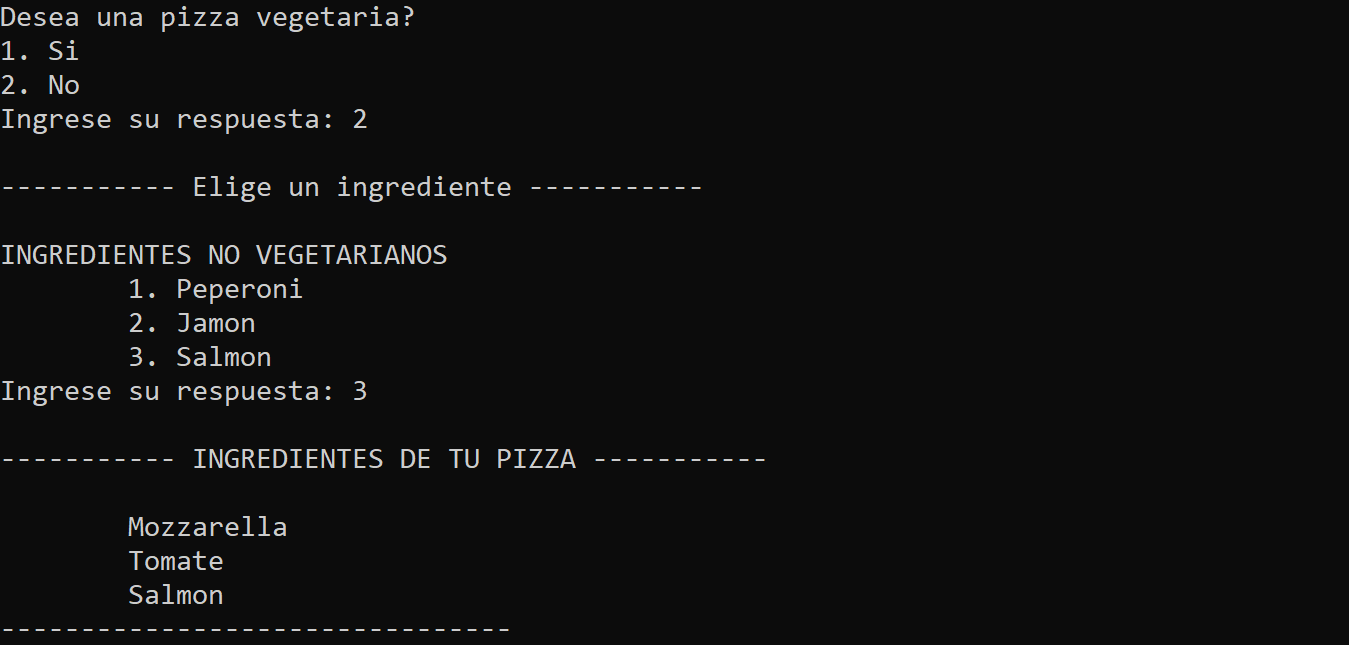 Desea una pizza vegetaria?
1. Si
2. No
Ingrese su respuesta: 2
----------- Elige un ingrediente -----------
INGREDIENTES NO VEGETARIANOS
1. Peperoni
2. Jamon
3. Salmon
Ingrese su respuesta: 3
----------- INGREDIENTES DE TU PIZZA -----------
Mozzarella
Tomate
Salmon
--------------------------------